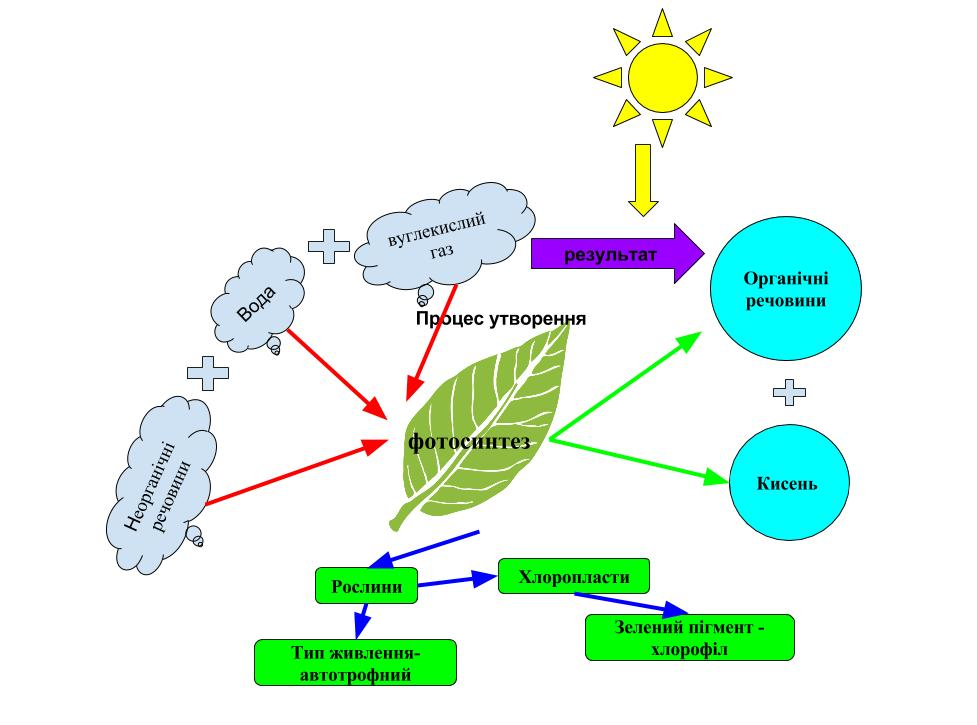 вуглекислий
газ
результат
Органічні
речовини
Вода
Процес утворення
Неорганічні
речовини
фотосинтез
Кисень
Рослини
Хлоропласти
Зелений пігмент -
хлорофіл
Тип живлення-
автотрофний